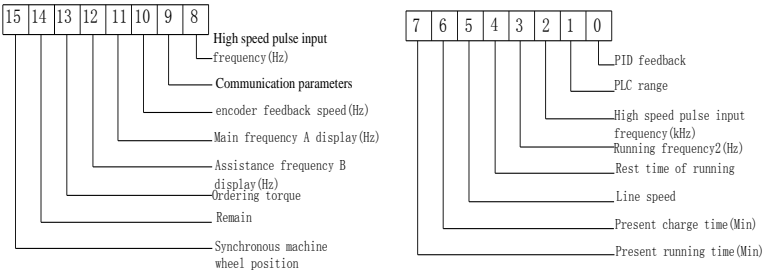 15 14 13 12 11 10 9 8
High speed pulse input
frequency(Hz)
Communication parameters
encoder feedback speed(Hz)
Main frequency A display(Hz)
Assistance frequency B
display(Hz)
Ordering torque
Remain
Synchronous machine
wheel position
7 6 5 4 3 2 1 0
PID feedback
PLC range
High speed pulse input
frequency(kHz)
Running frequency2(Hz)
Rest time of running
Line speed
Present charge time(Min)
Present running time(Min)